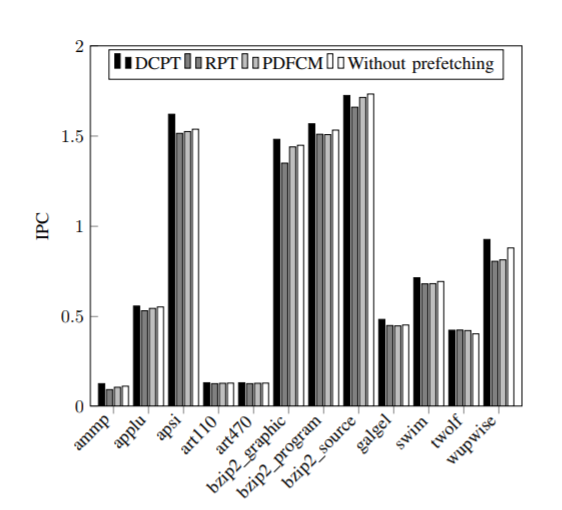 2
DCPT RPT PDFCM Without prefetching
1.5
1
0.5
0
IPC
ammp
applu
apsi
art110
art470
bzip2_graphic
bzip2_program
bzip2_source
galgel
swim
twolf
wupwise